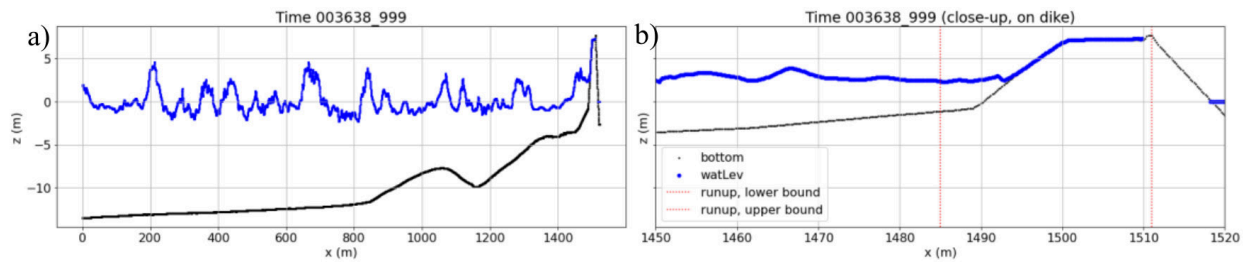 a)
Time 003638_999
z (m)
5
0
−5
−10
0 200 400 600 800 1000 1200 1400
x (m)
b)
Time 003638_999 (close-up, on dike)
z (m)
bottom
watLev
runup, lower bound
runup, upper bound
1450 1460 1470 1480 1490 1500 1510 1520
x (m)